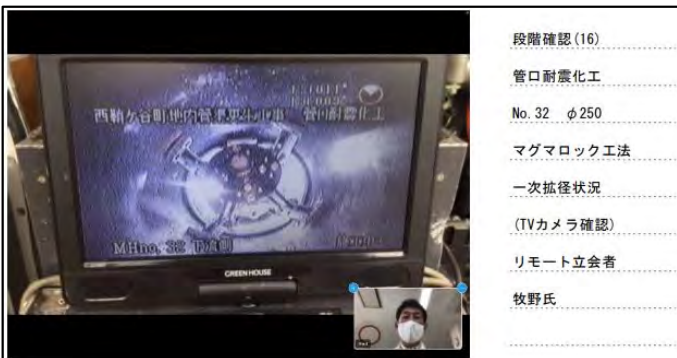 西鞘ケ谷町地内管渠更生工事 管口耐震化工
MHno. 32 下流側
GREEN HOUSE
段階確認(16)
管口耐震化工
No.32 φ250
マグマロック工法
一次拡径状況
(TVカメラ確認)
リモート立会者
牧野氏